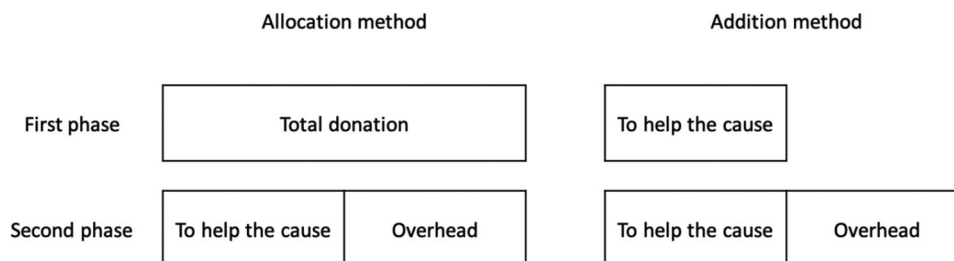 Allocation method Addition method
First phase Total donation To help the cause
Second phase To help the cause Overhead To help the cause Overhead